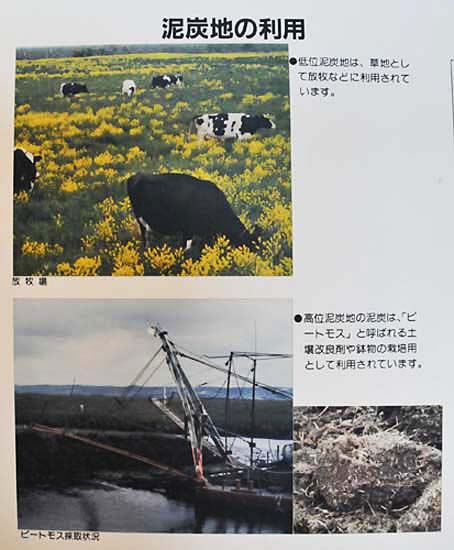 泥炭地の利用
●低位泥炭地は、草地とし
て放牧などに利用されて
います。
放牧場
●高位泥炭地の泥炭は、「ピ
ートモス」と呼ばれる土
壌改良剤や鉢物の栽培用
として利用されています。
ピートモス採取状況